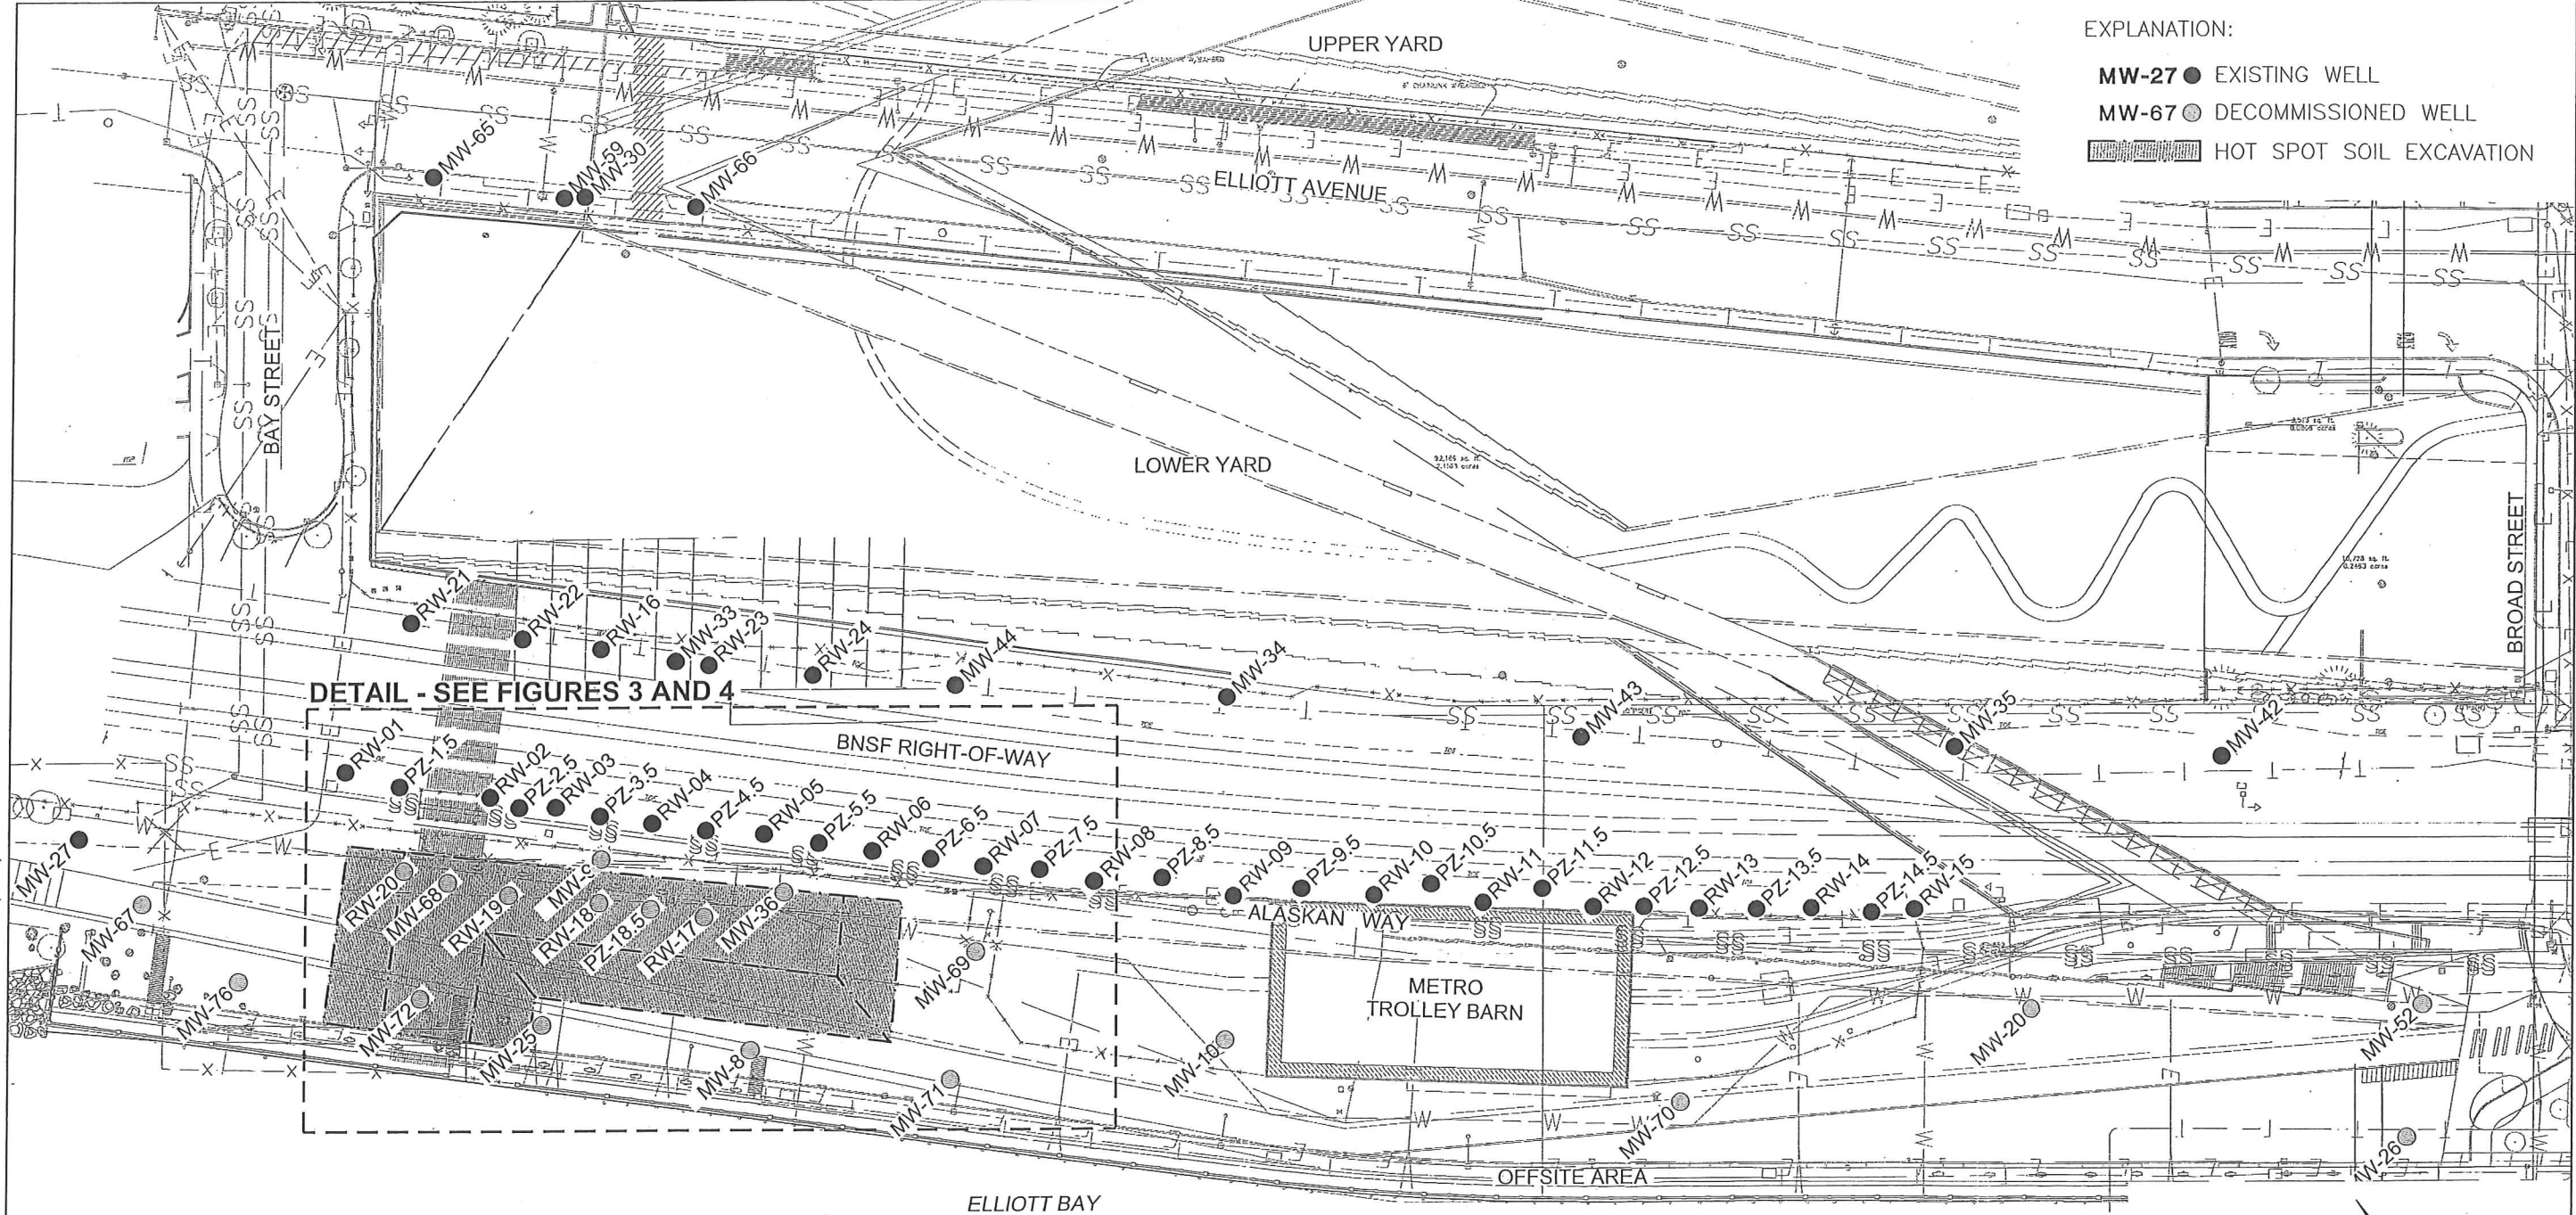 EXPLANATION:
MW-27 EXISTING WELL
MW-67 DECOMMISSIONED WELL
HOT SPOT SOIL EXCAVATION
UPPER YARD
ELLIOTT AVENUE
MW-65
MW-59
MW-30
MW-66
BAY STREET
LOWER YARD
BROAD STREET
RW-21
RW-22
RW-16
MW-33
RW-23
RW-24
MW-44
MW-34
MW-43
MW-35
MW-42
DETAIL - SEE FIGURES 3 AND 4
BNSF RIGHT-OF-WAY
RW-01
PZ-1.5
RW-02
PZ-2.5
RW-03
PZ-3.5
RW-04
PZ-4.5
RW-05
PZ-5.5
RW-06
PZ-6.5
RW-07
PZ-7.5
RW-08
PZ-8.5
RW-09
PZ-9.5
RW-10
PZ-10.5
RW-11
PZ-11.5
RW-12
PZ-12.5
RW-13
PZ-13.5
RW-14
PZ-14.5
RW-15
MW-27
MW-67
MW-76
RW-20
MW-68
RW-19
MW-9
RW-18
PZ-18.5
RW-17
MW-36
MW-69
MW-72
MW-25
MW-8
MW-71
MW-10
ALASKAN WAY
METRO
TROLLEY BARN
MW-70
MW-20
MW-52
MW-26
OFFSITE AREA
ELLIOTT BAY